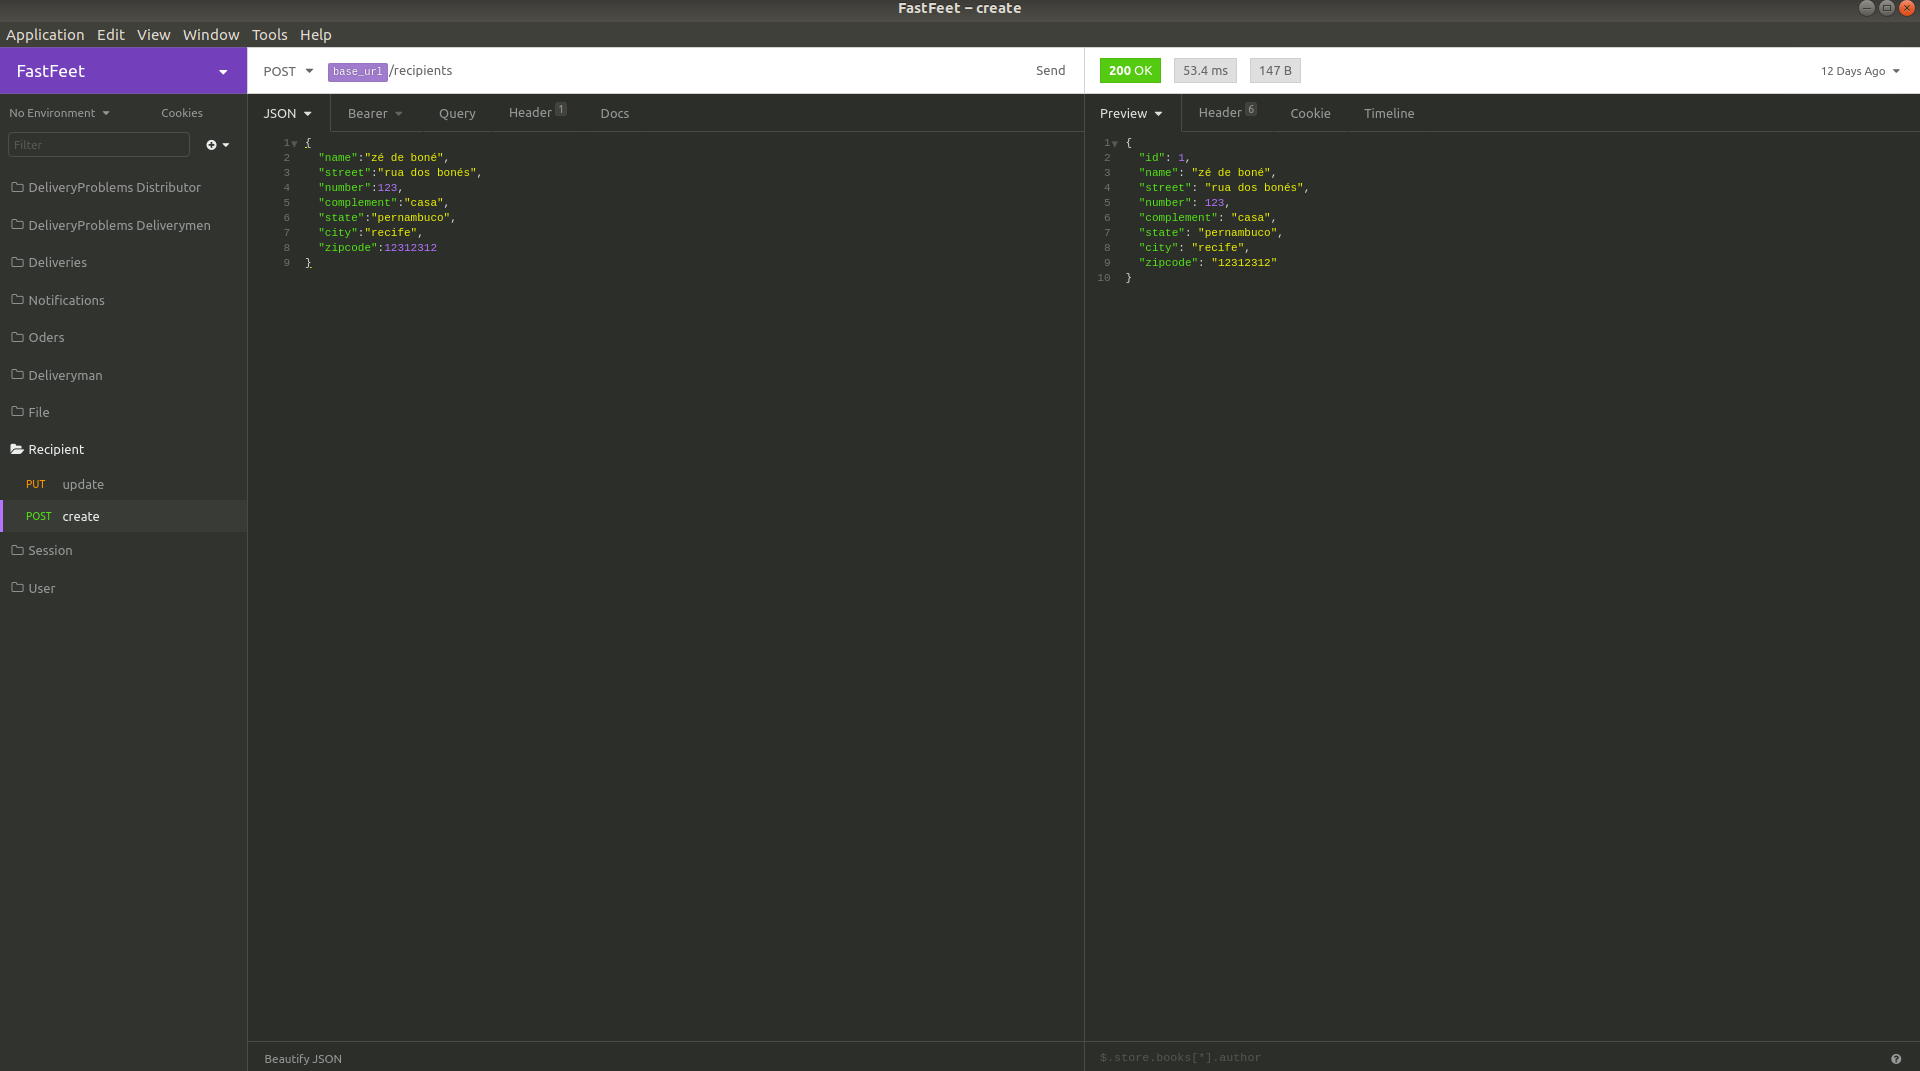 FastFeet – create
Application Edit View Window Tools Help
FastFeet
POST base_url/recipients Send
200 OK 53.4 ms 147 B 12 Days Ago
No Environment Cookies
Filter
DeliveryProblems Distributor
DeliveryProblems Deliverymen
Deliveries
Notifications
Oders
Deliveryman
File
Recipient
PUT update
POST create
Session
User
JSON Bearer Query Header 1 Docs
1 {
2 "name":"zé de boné",
3 "street":"rua dos bonés",
4 "number":123,
5 "complement":"casa",
6 "state":"pernambuco",
7 "city":"recife",
8 "zipcode":12312312
9 }
Beautify JSON
Preview Header 6 Cookie Timeline
1 {
2 "id": 1,
3 "name": "zé de boné",
4 "street": "rua dos bonés",
5 "number": 123,
6 "complement": "casa",
7 "state": "pernambuco",
8 "city": "recife",
9 "zipcode": "12312312"
10 }
$.store.books[*].author